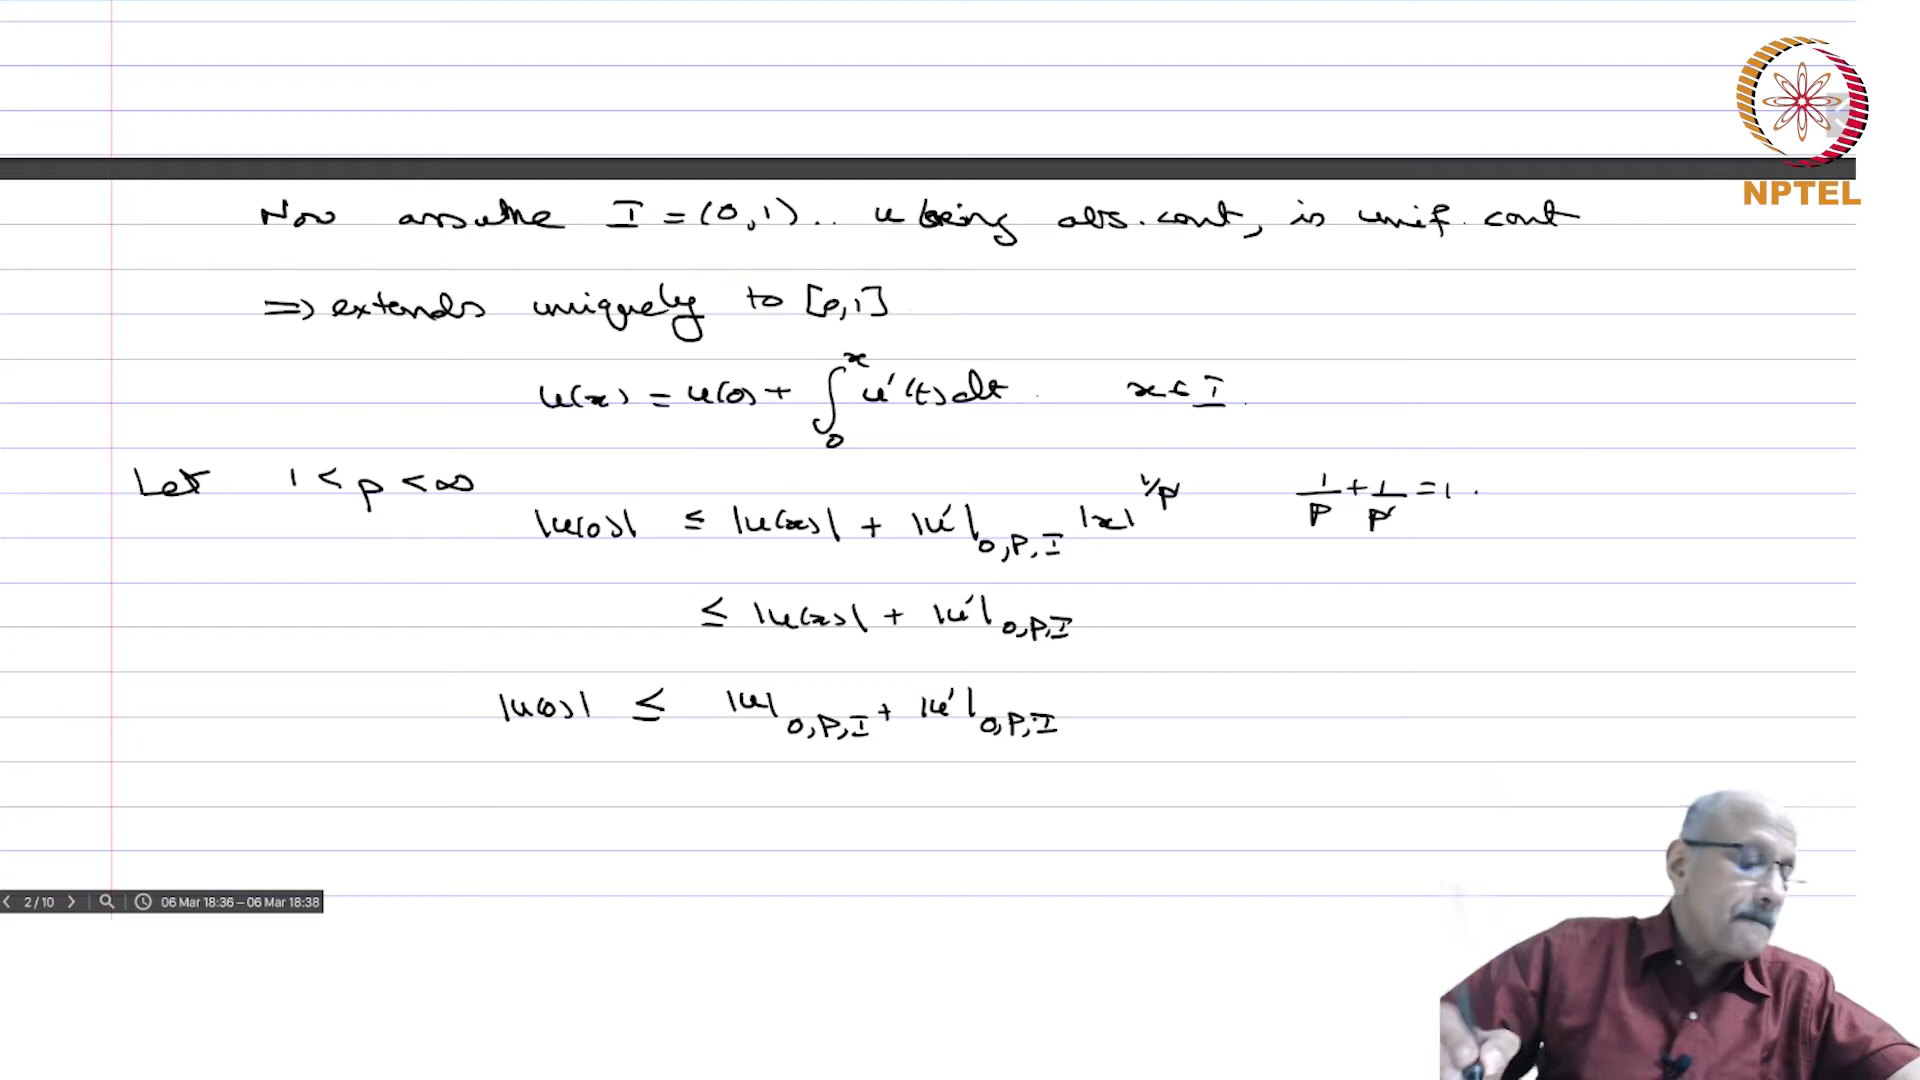 NPTEL
Now assume I = (0,1). . u being abs. cont, is unif. cont
⇒ extends uniquely to [0,1]
u(x) = u(0) + ∫₀ˣ u'(t)dt . x ∈ I .
Let 1 < p < ∞
|u(0)| ≤ |u(x)| + |u'|_{0,p,I} |x|^{1/p'} 1/p + 1/p' = 1 .
≤ |u(x)| + |u'|_{0,p,I}
|u(0)| ≤ |u|_{0,p,I} + |u'|_{0,p,I}
2 / 10 06 Mar 18:36 – 06 Mar 18:38